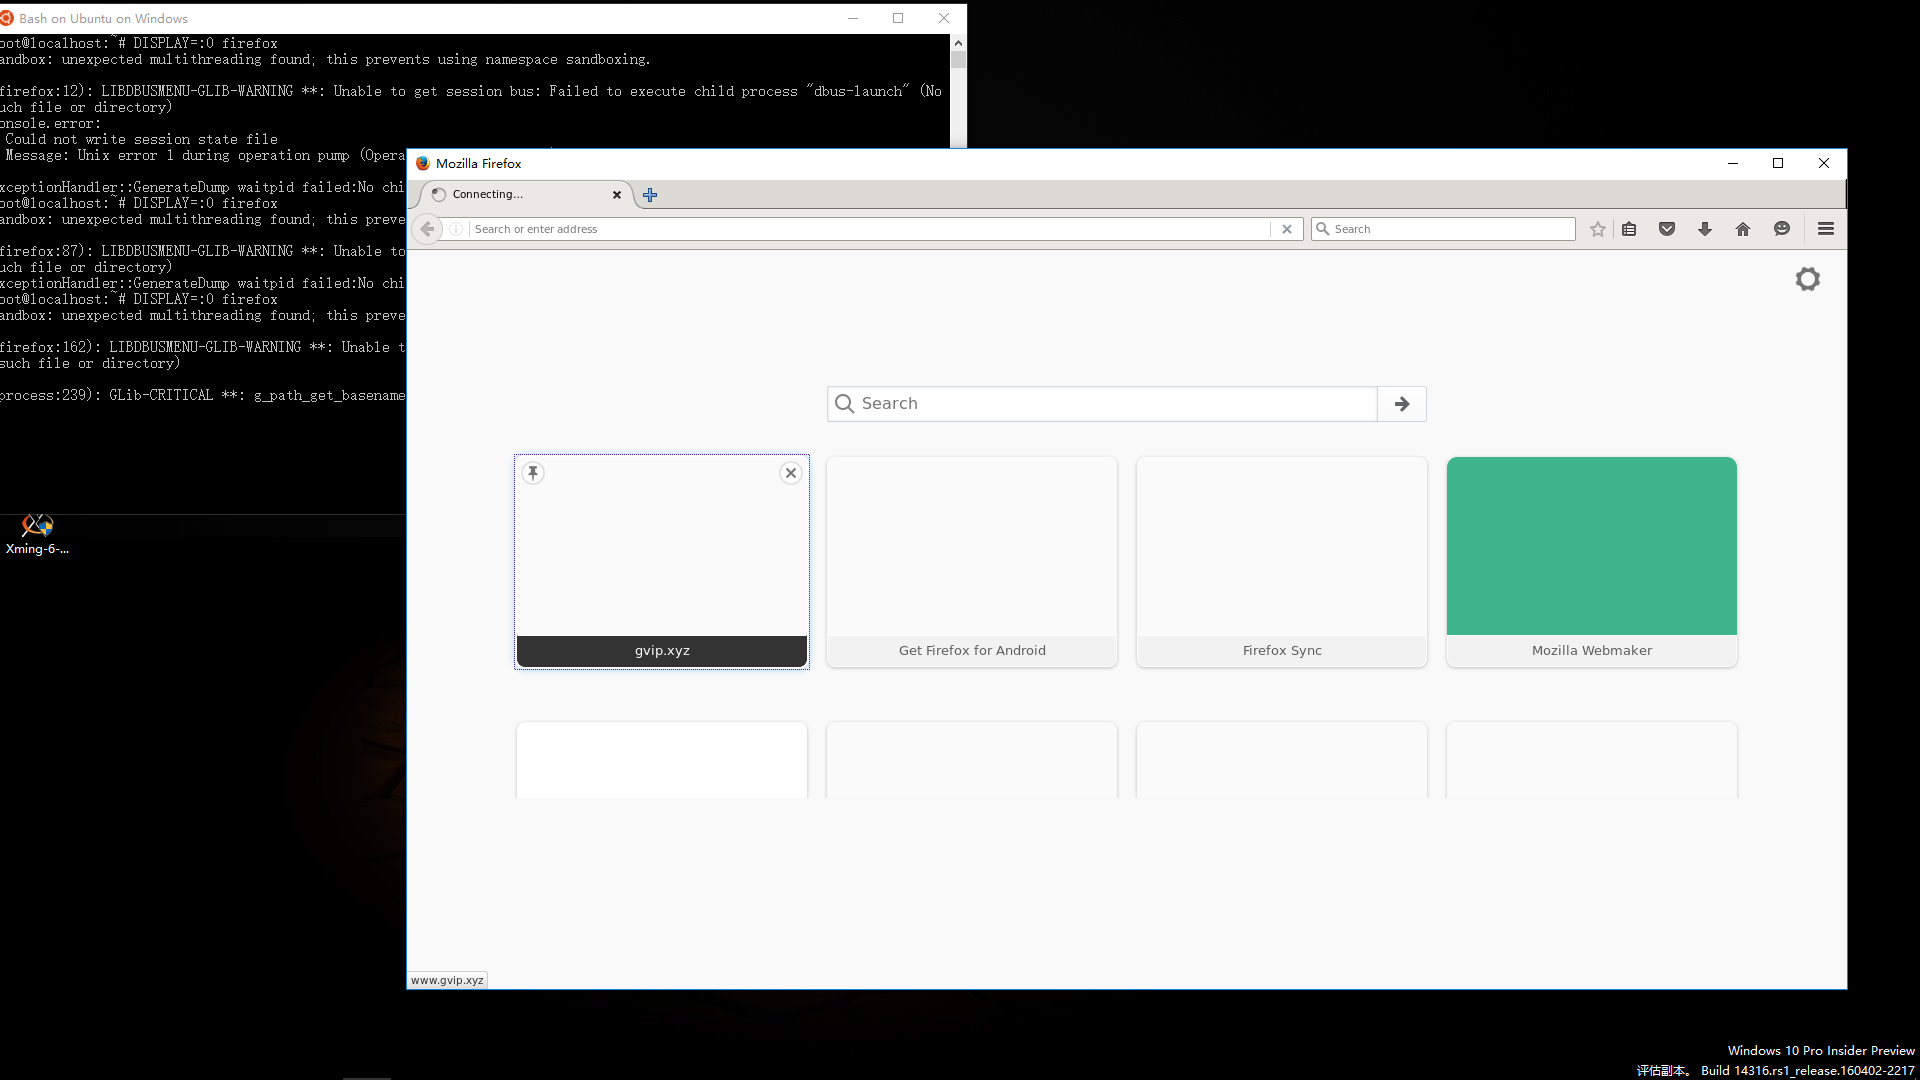 Bash on Ubuntu on Windows
oot@localhost:~# DISPLAY=:0 firefox
andbox: unexpected multithreading found; this prevents using namespace sandboxing.
firefox:12): LIBDBUSMENU-GLIB-WARNING **: Unable to get session bus: Failed to execute child process "dbus-launch" (No
uch file or directory)
onsole.error:
Could not write session state file
Message: Unix error 1 during operation pump (Opera
xceptionHandler::GenerateDump waitpid failed:No chi
oot@localhost:~# DISPLAY=:0 firefox
andbox: unexpected multithreading found; this preve
firefox:87): LIBDBUSMENU-GLIB-WARNING **: Unable to
uch file or directory)
xceptionHandler::GenerateDump waitpid failed:No chi
oot@localhost:~# DISPLAY=:0 firefox
andbox: unexpected multithreading found; this preve
firefox:162): LIBDBUSMENU-GLIB-WARNING **: Unable t
such file or directory)
process:239): GLib-CRITICAL **: g_path_get_basename
Xming-6-...
Mozilla Firefox
Connecting...
Search or enter address
Search
Search
gvip.xyz
Get Firefox for Android
Firefox Sync
Mozilla Webmaker
www.gvip.xyz
Windows 10 Pro Insider Preview
评估副本。 Build 14316.rs1_release.160402-2217